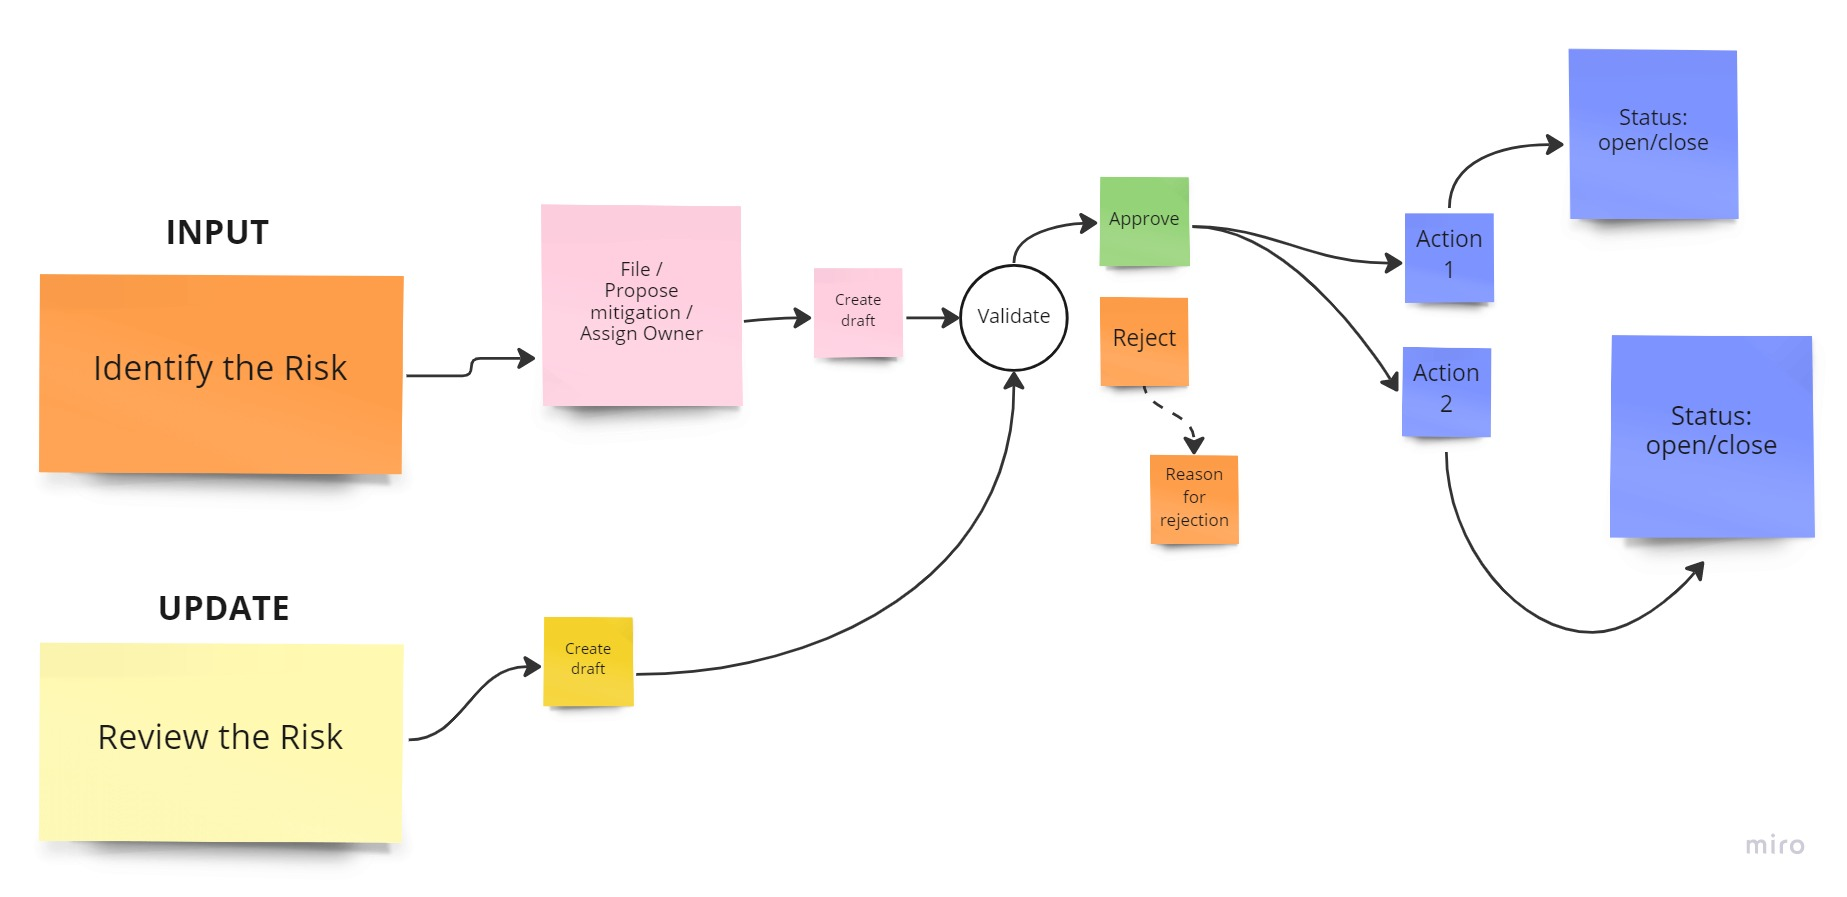 INPUT
Identify the Risk
File /
Propose
mitigation /
Assign Owner
Create
draft
Validate
Approve
Reject
Reason
for
rejection
Action
1
Status:
open/close
Action
2
Status:
open/close
UPDATE
Review the Risk
Create
draft
miro